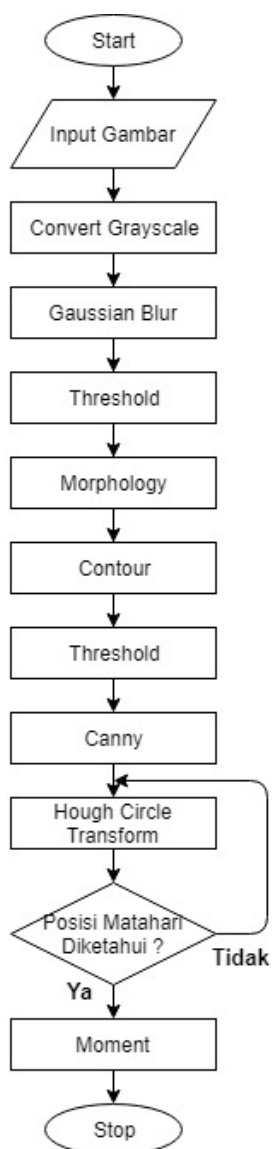 Start
Input Gambar
Convert Grayscale
Gaussian Blur
Threshold
Morphology
Contour
Threshold
Canny
Hough Circle
Transform
Posisi Matahari
Diketahui ?
Tidak
Ya
Moment
Stop